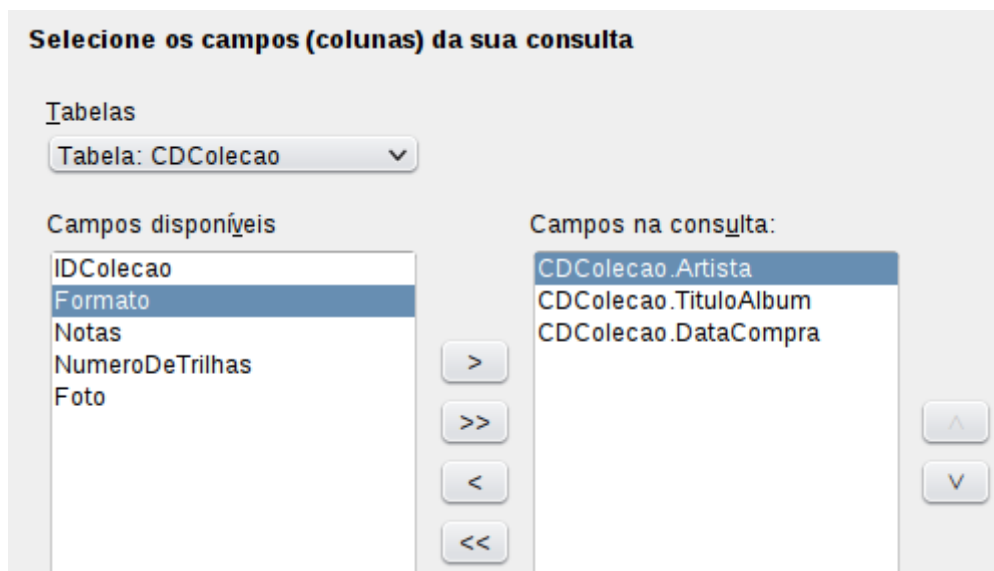 Selecione os campos (colunas) da sua consulta
Tabelas
Tabela: CDColecao
Campos disponíveis
IDColecao
Formato
Notas
NumeroDeTrilhas
Foto
>
>>
<
<<
Campos na consulta:
CDColecao.Artista
CDColecao.TituloAlbum
CDColecao.DataCompra